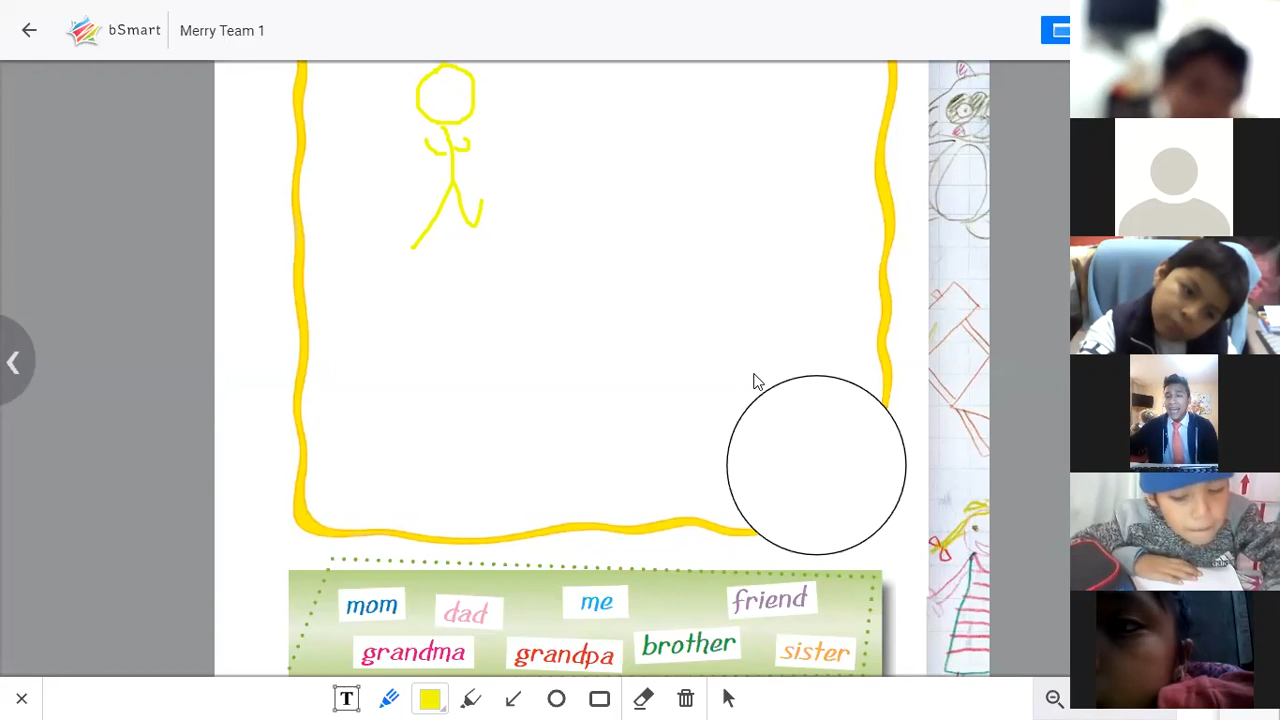 bSmart Merry Team 1
mom dad me friend
grandma grandpa brother sister
T